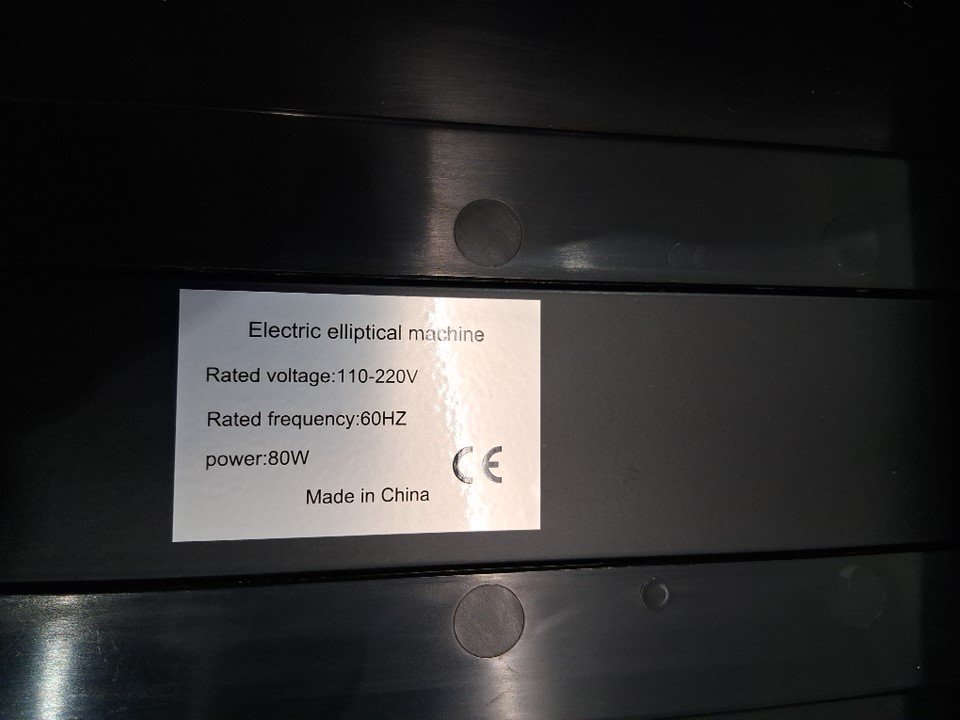 Electric elliptical machine
Rated voltage:110-220V
Rated frequency:60HZ
power:80W
CE
Made in China